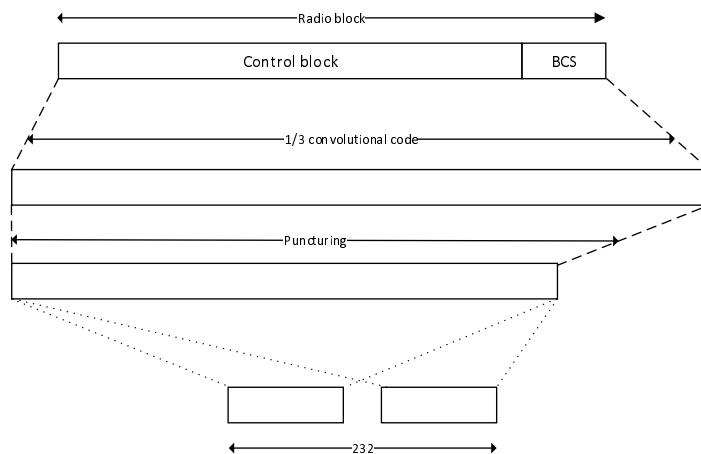 Radio block
Control block
BCS
1/3 convolutional code
Puncturing
232